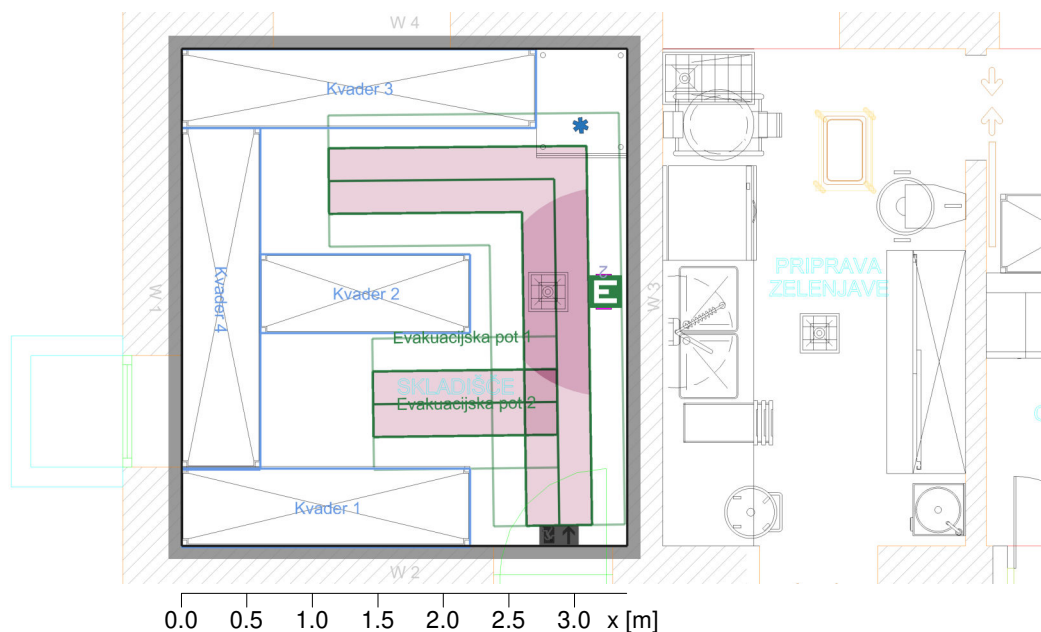 W 4
Kvader 3
Z
E
W 1
Kvader 4
Kvader 2
W 3
PRIPRAVA
ZELENJAVE
Evakuacijska pot 1
SKLADIŠČE
Evakuacijska pot 2
Kvader 1
W 2
0.0 0.5 1.0 1.5 2.0 2.5 3.0 x [m]